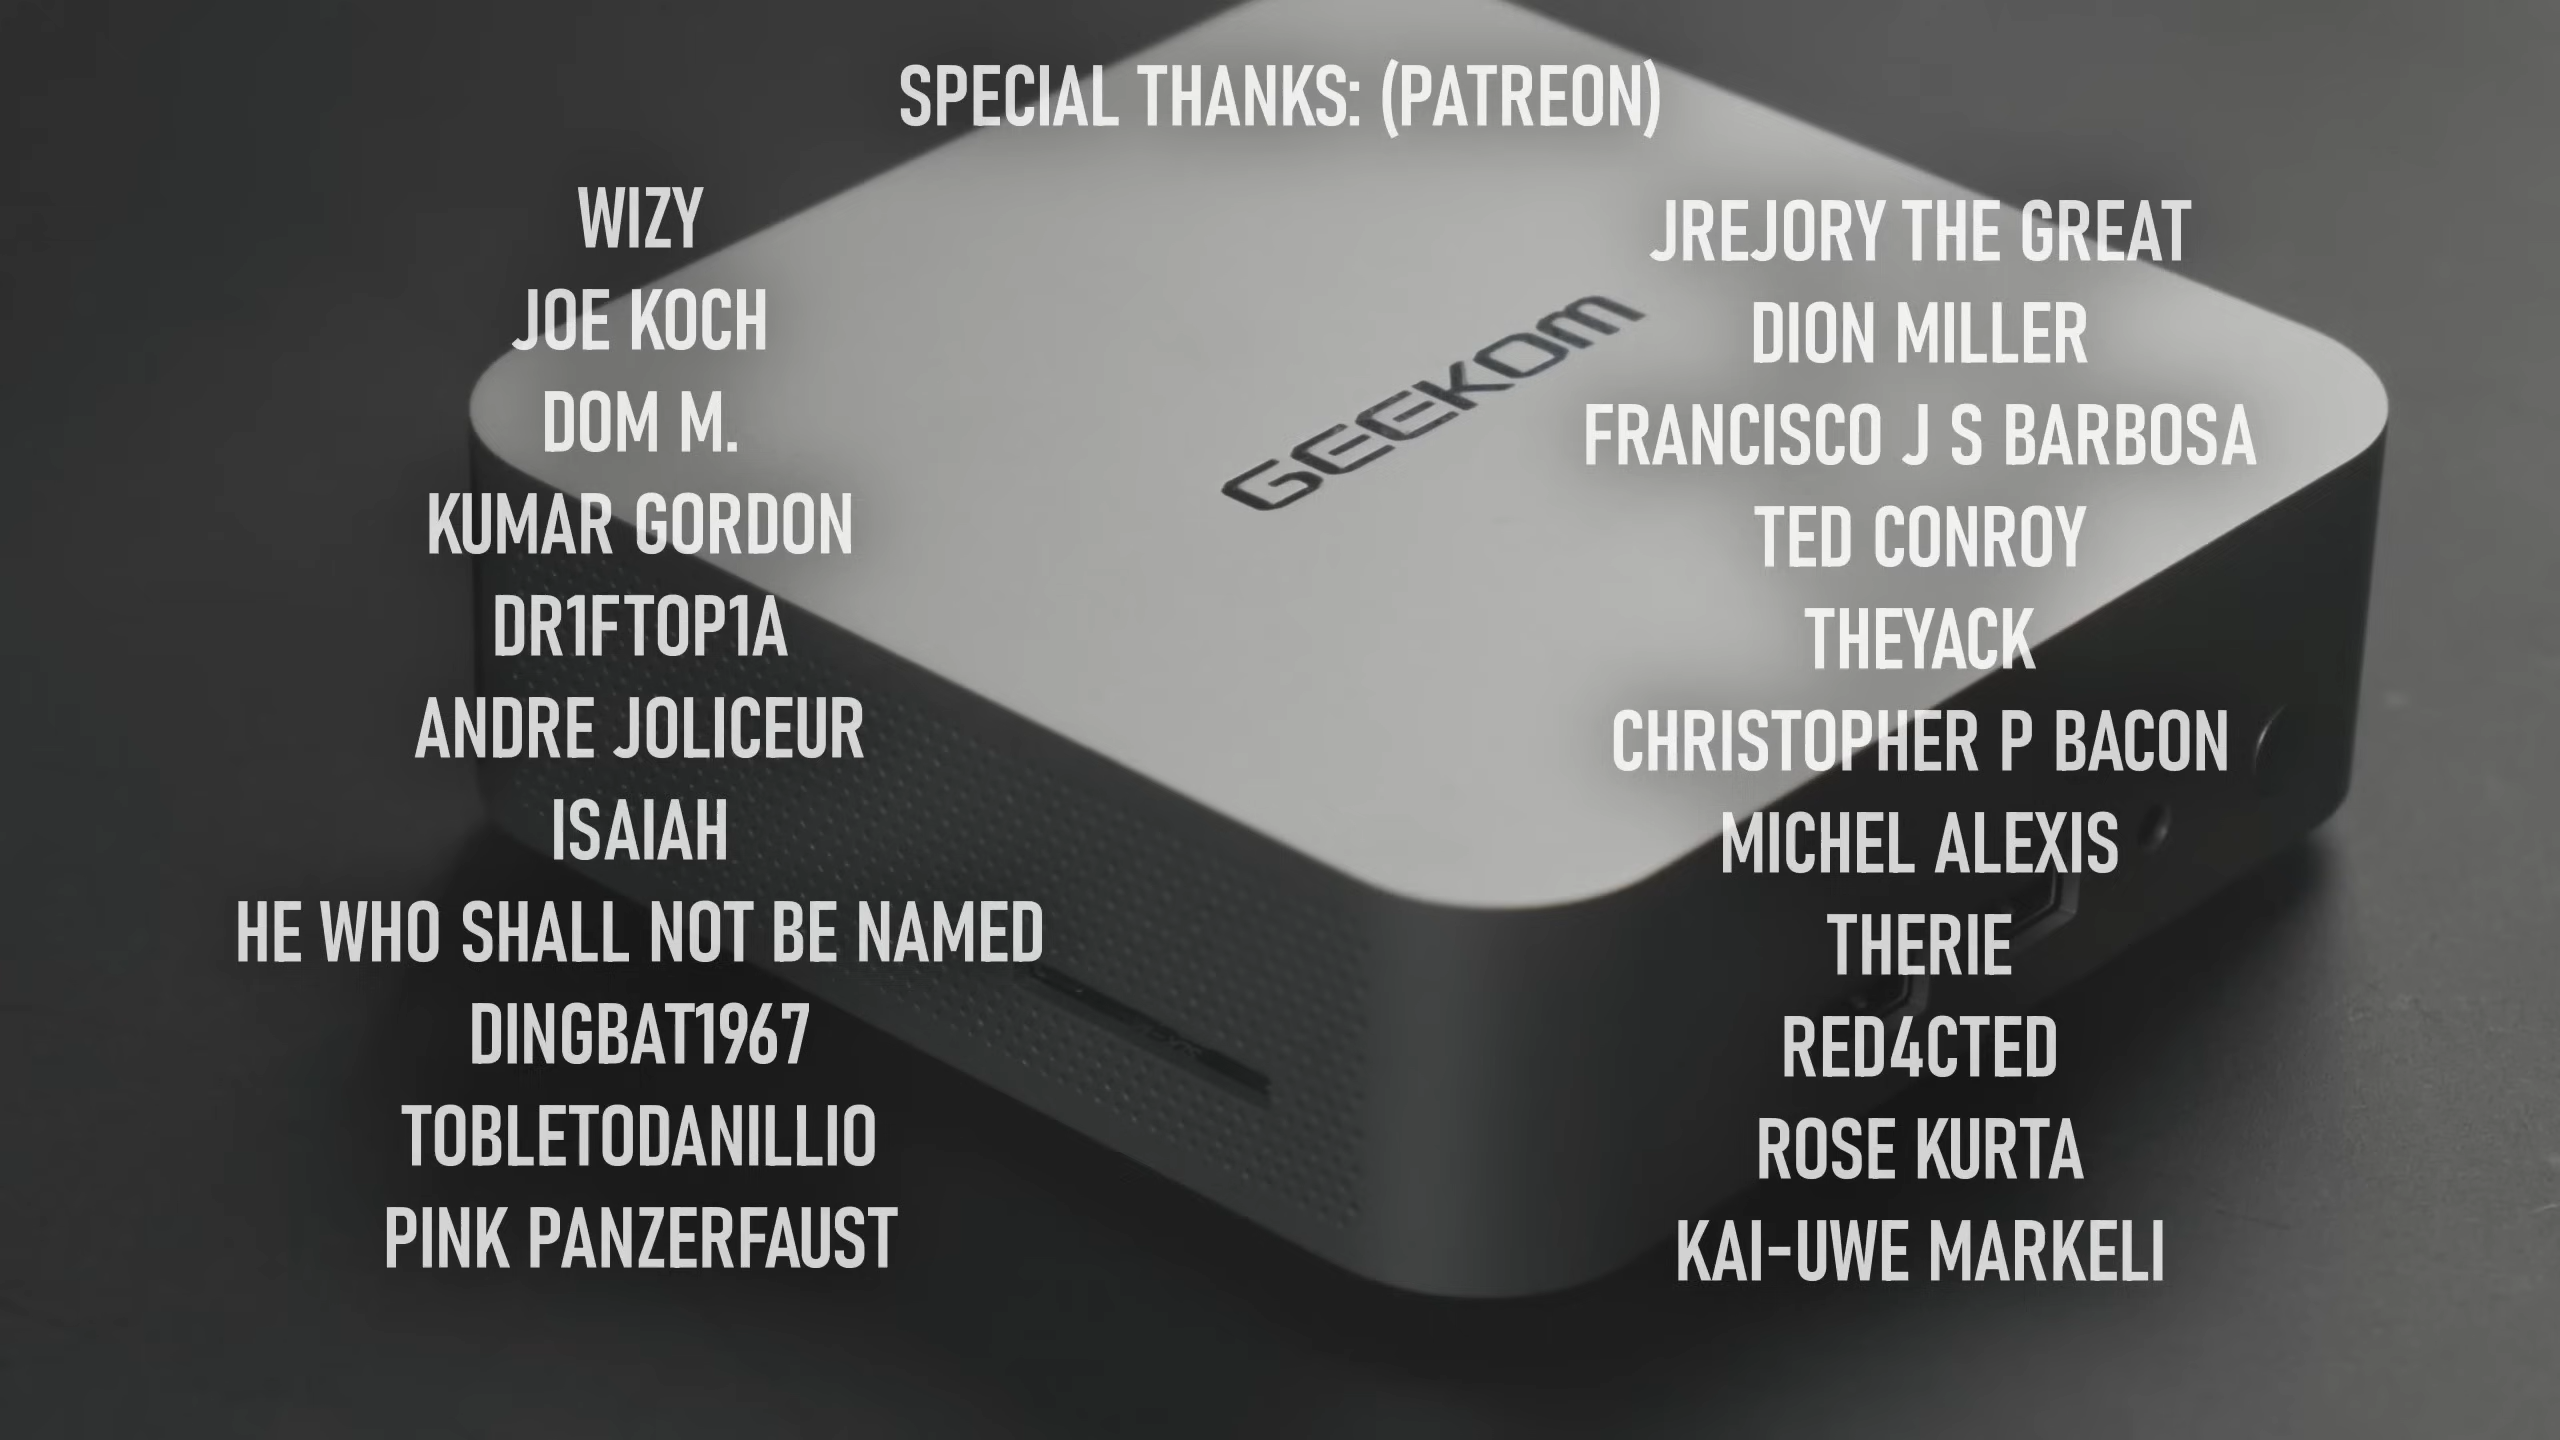 SPECIAL THANKS: (PATREON)
WIZY
JOE KOCH
DOM M.
KUMAR GORDON
DR1FTOP1A
ANDRE JOLICEUR
ISAIAH
HE WHO SHALL NOT BE NAMED
DINGBAT1967
TOBLETODANILLIO
PINK PANZERFAUST
JREJORY THE GREAT
DION MILLER
FRANCISCO J S BARBOSA
TED CONROY
THEYACK
CHRISTOPHER P BACON
MICHEL ALEXIS
THERIE
RED4CTED
ROSE KURTA
KAI-UWE MARKELI
GEEKOM